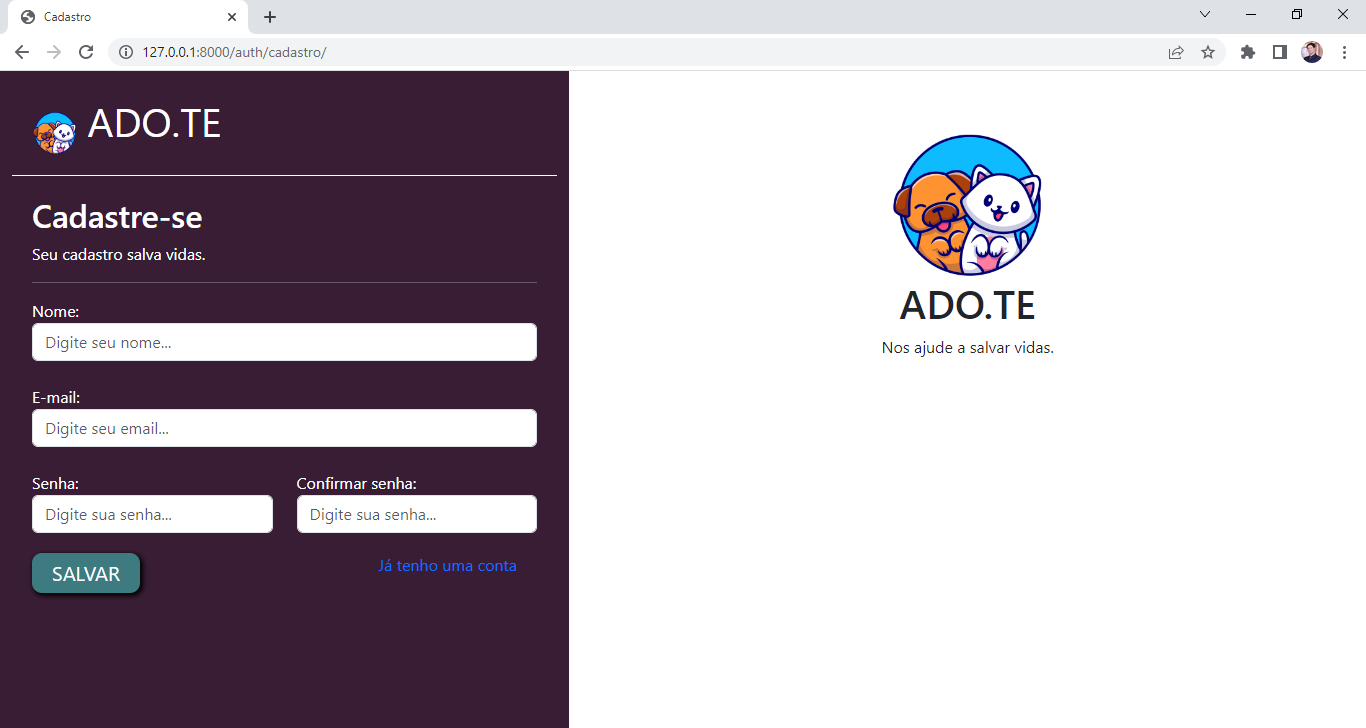 Cadastro
127.0.0.1:8000/auth/cadastro/
ADO.TE
Cadastre-se
Seu cadastro salva vidas.
Nome:
Digite seu nome...
E-mail:
Digite seu email...
Senha: Confirmar senha:
Digite sua senha... Digite sua senha...
SALVAR Já tenho uma conta
ADO.TE
Nos ajude a salvar vidas.